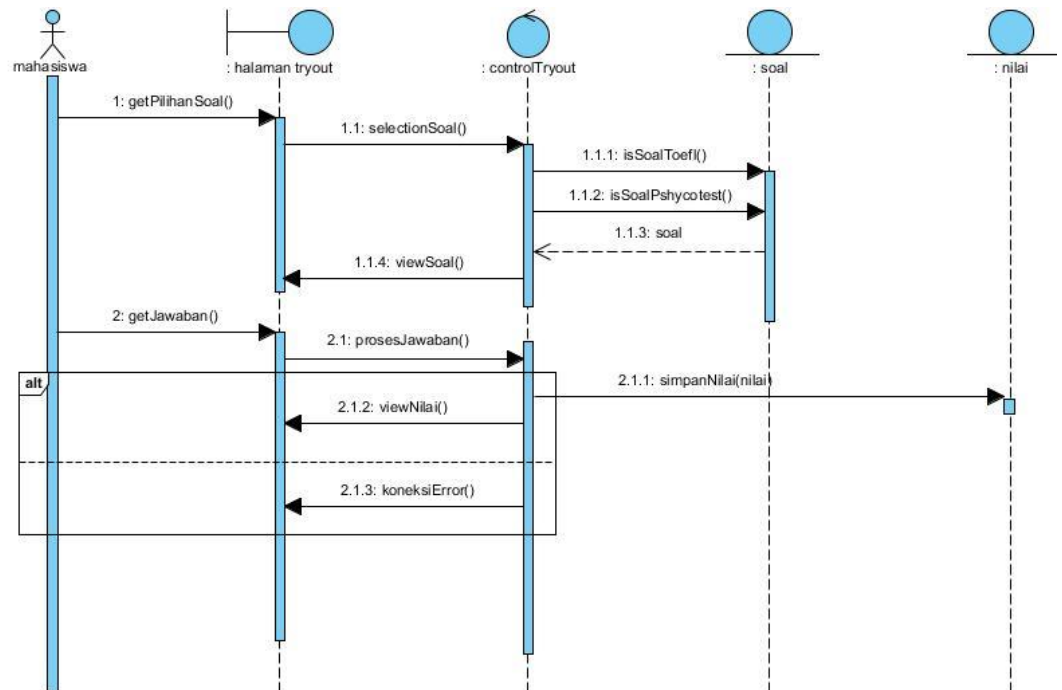 mahasiswa
: halaman tryout
: controlTryout
: soal
: nilai
1: getPilihanSoal()
1.1: selectionSoal()
1.1.1: isSoalToefl()
1.1.2: isSoalPshycotest()
1.1.3: soal
1.1.4: viewSoal()
2: getJawaban()
2.1: prosesJawaban()
alt
2.1.1: simpanNilai(nilai)
2.1.2: viewNilai()
2.1.3: koneksiError()